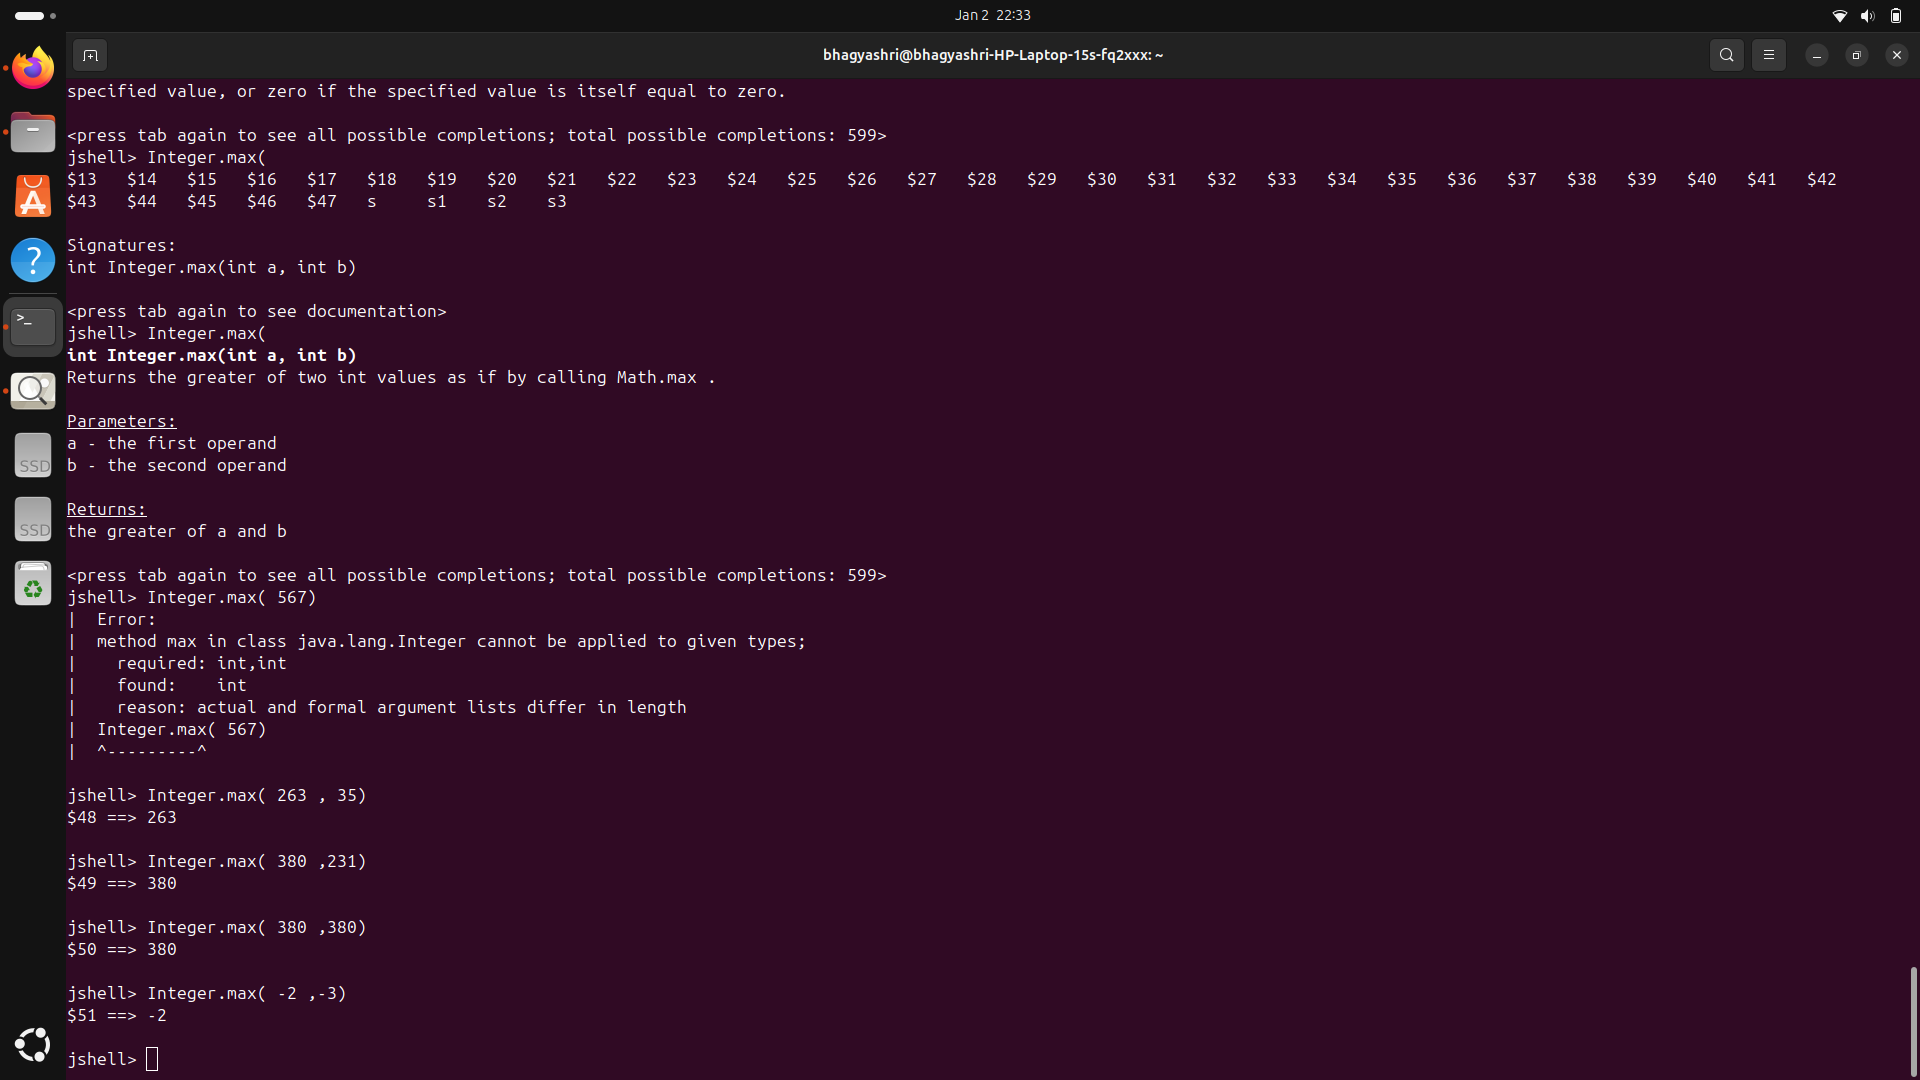 Jan 2 22:33
bhagyashri@bhagyashri-HP-Laptop-15s-fq2xxx: ~
specified value, or zero if the specified value is itself equal to zero.
<press tab again to see all possible completions; total possible completions: 599>
jshell> Integer.max(
$13 $14 $15 $16 $17 $18 $19 $20 $21 $22 $23 $24 $25 $26 $27 $28 $29 $30 $31 $32 $33 $34 $35 $36 $37 $38 $39 $40 $41 $42
$43 $44 $45 $46 $47 s s1 s2 s3
Signatures:
int Integer.max(int a, int b)
<press tab again to see documentation>
jshell> Integer.max(
int Integer.max(int a, int b)
Returns the greater of two int values as if by calling Math.max .
Parameters:
a - the first operand
b - the second operand
Returns:
the greater of a and b
<press tab again to see all possible completions; total possible completions: 599>
jshell> Integer.max( 567)
| Error:
| method max in class java.lang.Integer cannot be applied to given types;
| required: int,int
| found: int
| reason: actual and formal argument lists differ in length
| Integer.max( 567)
| ^---------^
jshell> Integer.max( 263 , 35)
$48 ==> 263
jshell> Integer.max( 380 ,231)
$49 ==> 380
jshell> Integer.max( 380 ,380)
$50 ==> 380
jshell> Integer.max( -2 ,-3)
$51 ==> -2
jshell>
?
>_
SSD
SSD